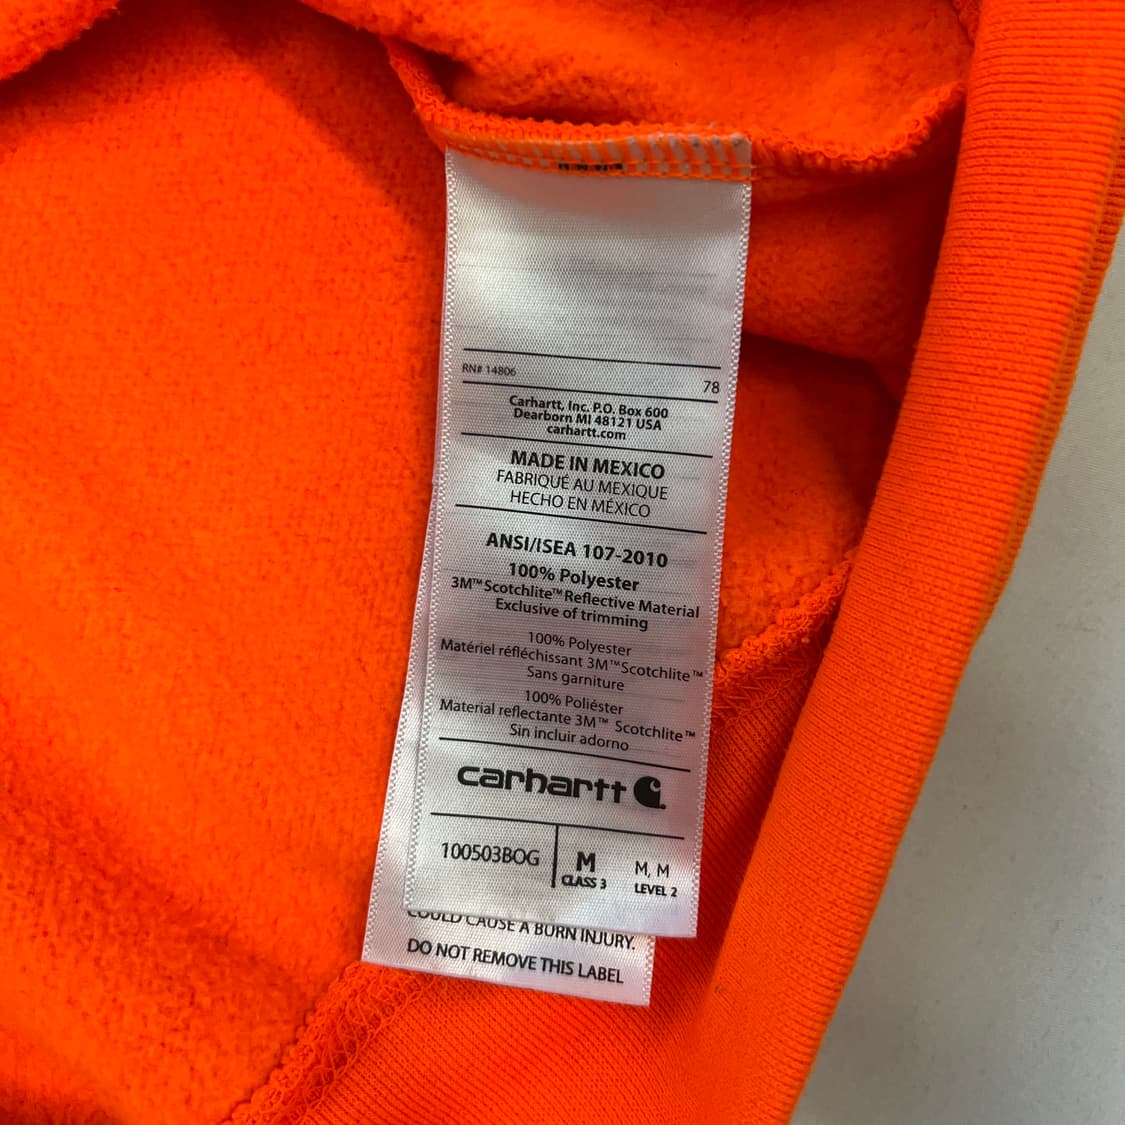 RN# 14806 78
Carhartt, Inc. P.O. Box 600
Dearborn MI 48121 USA
carhartt.com
MADE IN MEXICO
FABRIQUÉ AU MEXIQUE
HECHO EN MÉXICO
ANSI/ISEA 107-2010
100% Polyester
3M™ Scotchlite™ Reflective Material
Exclusive of trimming
100% Polyester
Matériel réfléchissant 3M™ Scotchlite™
Sans garniture
100% Poliéster
Material reflectante 3M™ Scotchlite™
Sin incluir adorno
carhartt
100503BOG M M, M
CLASS 3 LEVEL 2
COULD CAUSE A BURN INJURY.
DO NOT REMOVE THIS LABEL